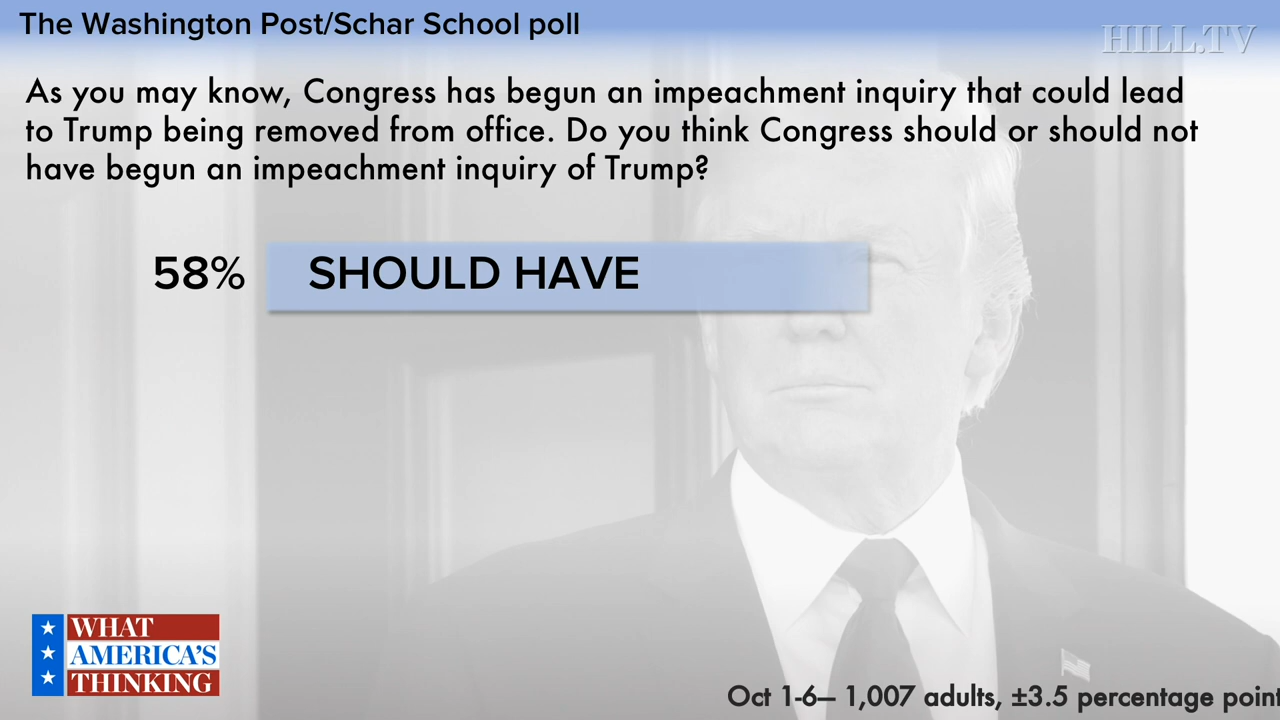 The Washington Post/Schar School poll
HILL.TV
As you may know, Congress has begun an impeachment inquiry that could lead
to Trump being removed from office. Do you think Congress should or should not
have begun an impeachment inquiry of Trump?
58% SHOULD HAVE
WHAT
AMERICA'S
THINKING
Oct 1-6– 1,007 adults, ±3.5 percentage point